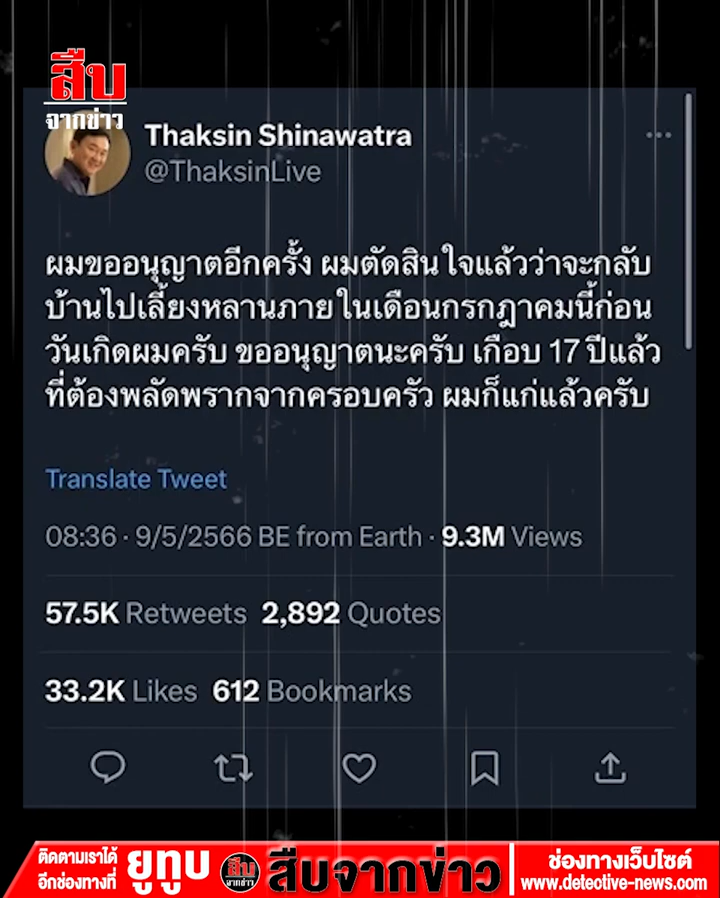 สืบ
จากข่าว
Thaksin Shinawatra
@ThaksinLive
ผมขออนุญาตอีกครั้ง ผมตัดสินใจแล้วว่าจะกลับ
บ้านไปเลี้ยงหลานภายในเดือนกรกฎาคมนี้ก่อน
วันเกิดผมครับ ขออนุญาตนะครับ เกือบ 17 ปีแล้ว
ที่ต้องพลัดพรากจากครอบครัว ผมก็แก่แล้วครับ
Translate Tweet
08:36 · 9/5/2566 BE from Earth · 9.3M Views
57.5K Retweets 2,892 Quotes
33.2K Likes 612 Bookmarks
ติดตามเราได้
อีกช่องทางที่
ยูทูบ
สืบ
จากข่าว
สืบจากข่าว
ช่องทางเว็บไซต์
www.detective-news.com